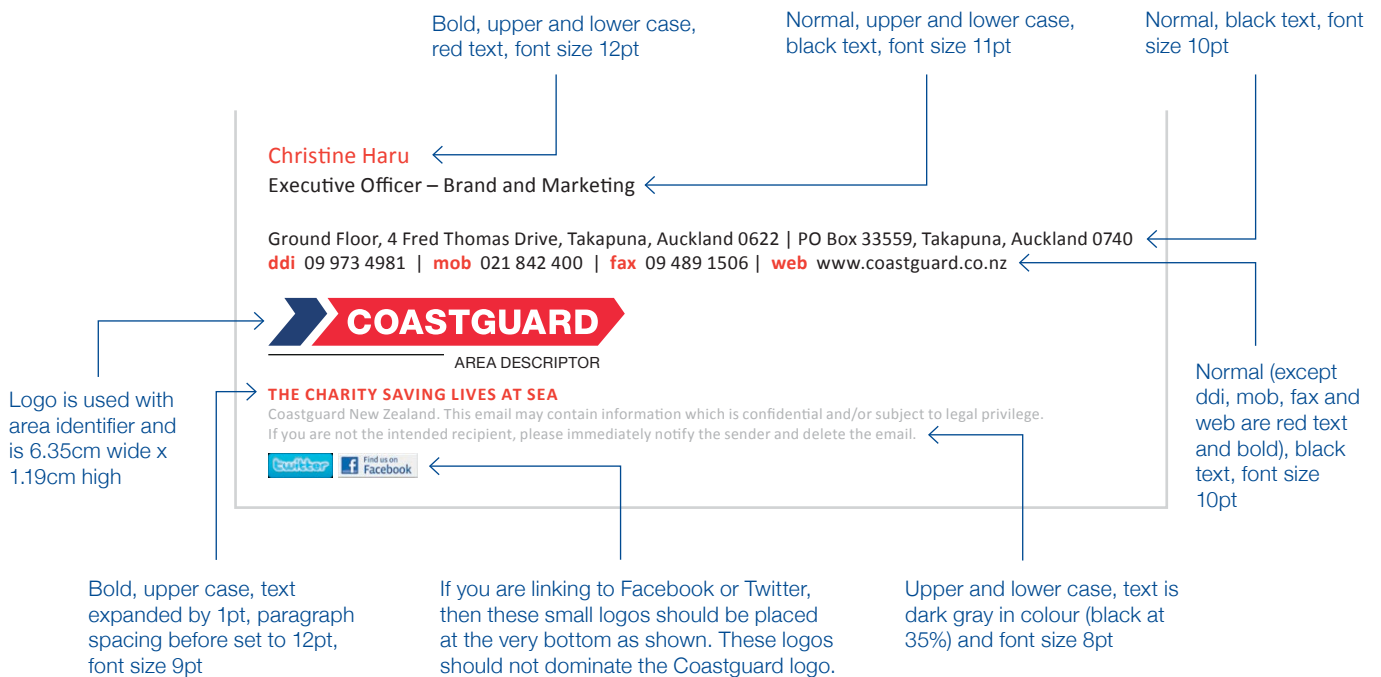 Bold, upper and lower case,
red text, font size 12pt
Normal, upper and lower case,
black text, font size 11pt
Normal, black text, font
size 10pt
Christine Haru
Executive Officer – Brand and Marketing
Ground Floor, 4 Fred Thomas Drive, Takapuna, Auckland 0622 | PO Box 33559, Takapuna, Auckland 0740
ddi 09 973 4981 | mob 021 842 400 | fax 09 489 1506 | web www.coastguard.co.nz
COASTGUARD
AREA DESCRIPTOR
THE CHARITY SAVING LIVES AT SEA
Coastguard New Zealand. This email may contain information which is confidential and/or subject to legal privilege.
If you are not the intended recipient, please immediately notify the sender and delete the email.
twitter
Find us on
Facebook
Logo is used with
area identifier and
is 6.35cm wide x
1.19cm high
Normal (except
ddi, mob, fax and
web are red text
and bold), black
text, font size
10pt
Bold, upper case, text
expanded by 1pt, paragraph
spacing before set to 12pt,
font size 9pt
If you are linking to Facebook or Twitter,
then these small logos should be placed
at the very bottom as shown. These logos
should not dominate the Coastguard logo.
Upper and lower case, text is
dark gray in colour (black at
35%) and font size 8pt